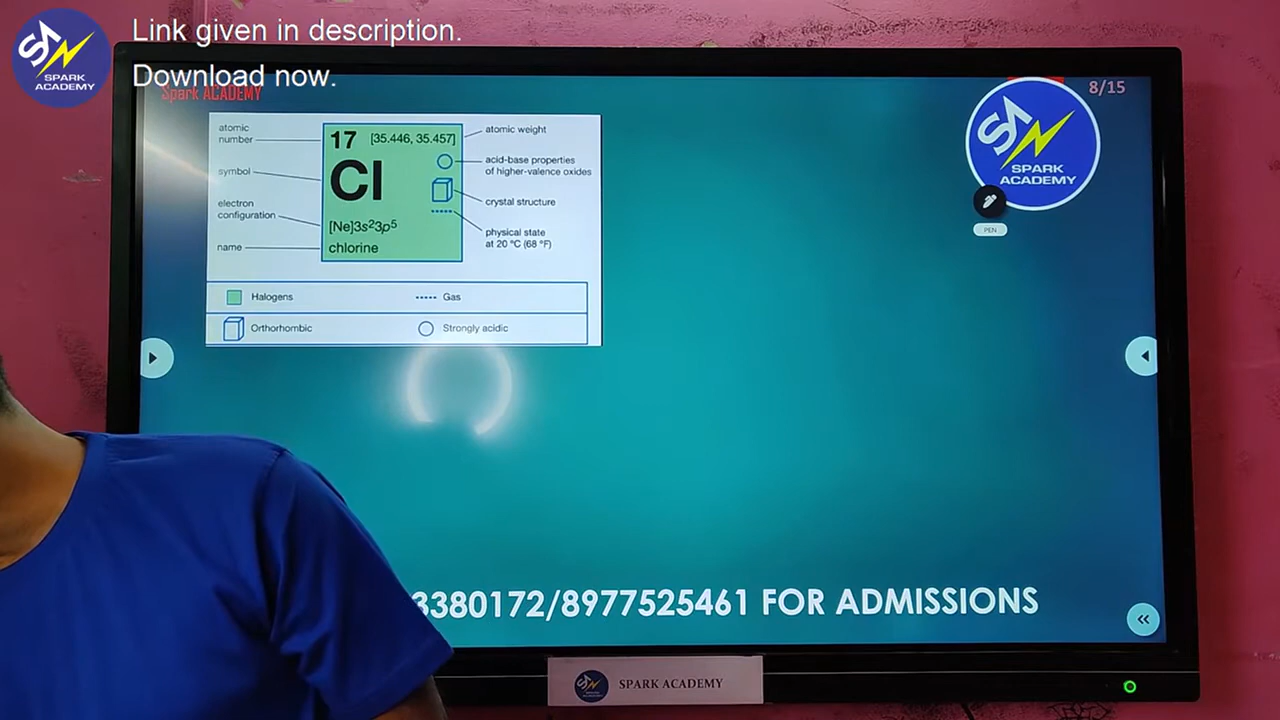 Link given in description.
Download now.
SPARK
ACADEMY
Spark ACADEMY
8/15
SPARK
ACADEMY
PEN
atomic
number
symbol
electron
configuration
name
17 [35.446, 35.457]
Cl
[Ne]3s²3p⁵
chlorine
atomic weight
acid-base properties
of higher-valence oxides
crystal structure
physical state
at 20 °C (68 °F)
Halogens
Gas
Orthorhombic
Strongly acidic
3380172/8977525461 FOR ADMISSIONS
SPARK ACADEMY